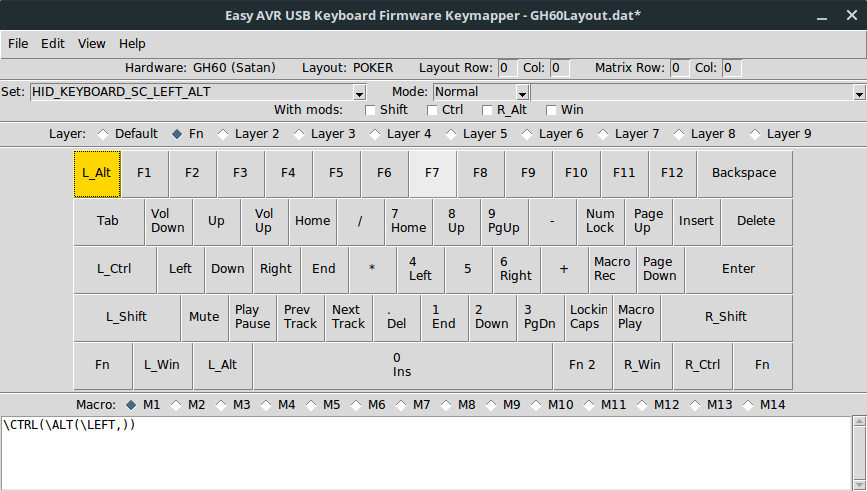 Easy AVR USB Keyboard Firmware Keymapper - GH60Layout.dat*
File Edit View Help
Hardware: GH60 (Satan) Layout: POKER Layout Row: 0 Col: 0 Matrix Row: 0 Col: 0
Set: HID_KEYBOARD_SC_LEFT_ALT Mode: Normal
With mods: Shift Ctrl R_Alt Win
Layer: Default Fn Layer 2 Layer 3 Layer 4 Layer 5 Layer 6 Layer 7 Layer 8 Layer 9
L_Alt F1 F2 F3 F4 F5 F6 F7 F8 F9 F10 F11 F12 Backspace
Tab Vol Down Up Vol Up Home / 7 Home 8 Up 9 PgUp - Num Lock Page Up Insert Delete
L_Ctrl Left Down Right End * 4 Left 5 6 Right + Macro Rec Page Down Enter
L_Shift Mute Play Pause Prev Track Next Track . Del 1 End 2 Down 3 PgDn Lockin Caps Macro Play R_Shift
Fn L_Win L_Alt 0 Ins Fn 2 R_Win R_Ctrl Fn
Macro: M1 M2 M3 M4 M5 M6 M7 M8 M9 M10 M11 M12 M13 M14
\CTRL(\ALT(\LEFT,))